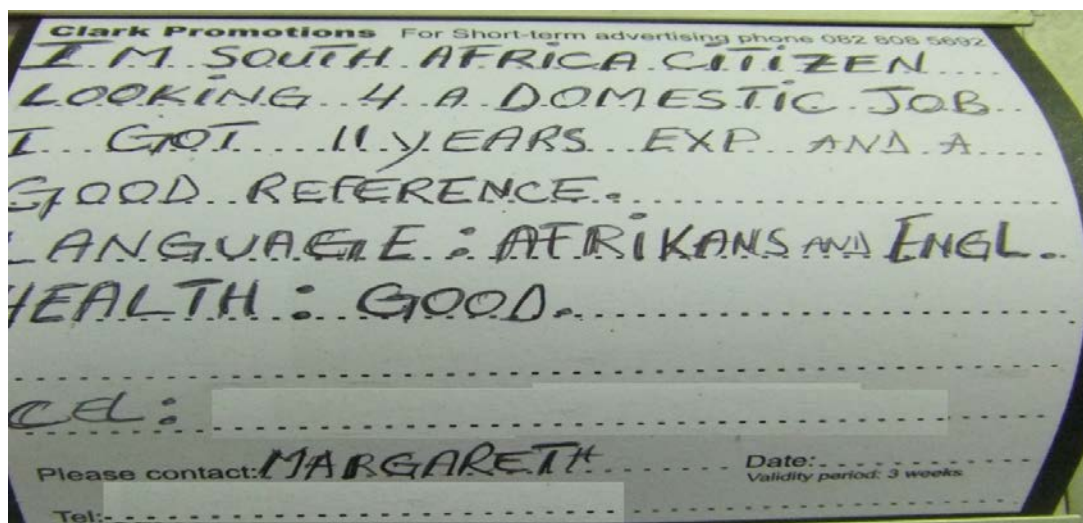 Clark Promotions For Short-term advertising phone 082 808 5692
I.M SOUTH AFRICA CITIZEN
LOOKING 4 A DOMESTIC JOB
I GOT 11 YEARS EXP AND A
GOOD REFERENCE.
LANGUAGE: AFRIKANS AND ENGL.
HEALTH: GOOD.
CEL:
Please contact: MARGARETH Date:
Validity period: 3 weeks
Tel: